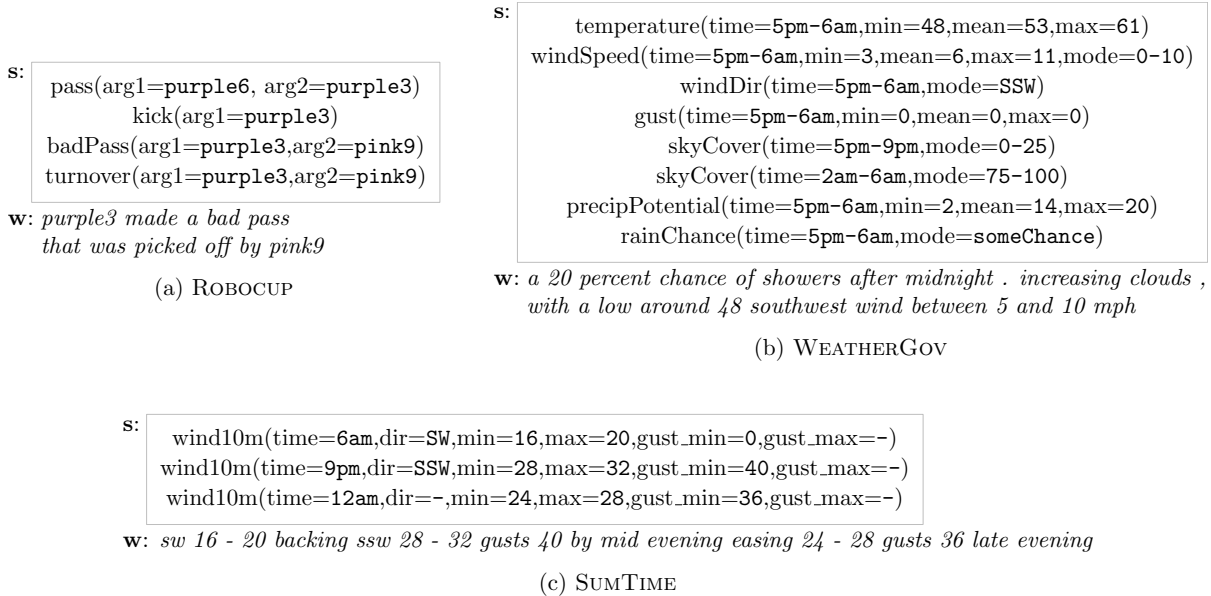 s:
pass(arg1=purple6, arg2=purple3)
kick(arg1=purple3)
badPass(arg1=purple3,arg2=pink9)
turnover(arg1=purple3,arg2=pink9)
w: purple3 made a bad pass
that was picked off by pink9
(a) ROBOCUP
s:
temperature(time=5pm-6am,min=48,mean=53,max=61)
windSpeed(time=5pm-6am,min=3,mean=6,max=11,mode=0-10)
windDir(time=5pm-6am,mode=SSW)
gust(time=5pm-6am,min=0,mean=0,max=0)
skyCover(time=5pm-9pm,mode=0-25)
skyCover(time=2am-6am,mode=75-100)
precipPotential(time=5pm-6am,min=2,mean=14,max=20)
rainChance(time=5pm-6am,mode=someChance)
w: a 20 percent chance of showers after midnight . increasing clouds ,
with a low around 48 southwest wind between 5 and 10 mph
(b) WEATHERGOV
s:
wind10m(time=6am,dir=SW,min=16,max=20,gust_min=0,gust_max=-)
wind10m(time=9pm,dir=SSW,min=28,max=32,gust_min=40,gust_max=-)
wind10m(time=12am,dir=-,min=24,max=28,gust_min=36,gust_max=-)
w: sw 16 - 20 backing ssw 28 - 32 gusts 40 by mid evening easing 24 - 28 gusts 36 late evening
(c) SUMTIME